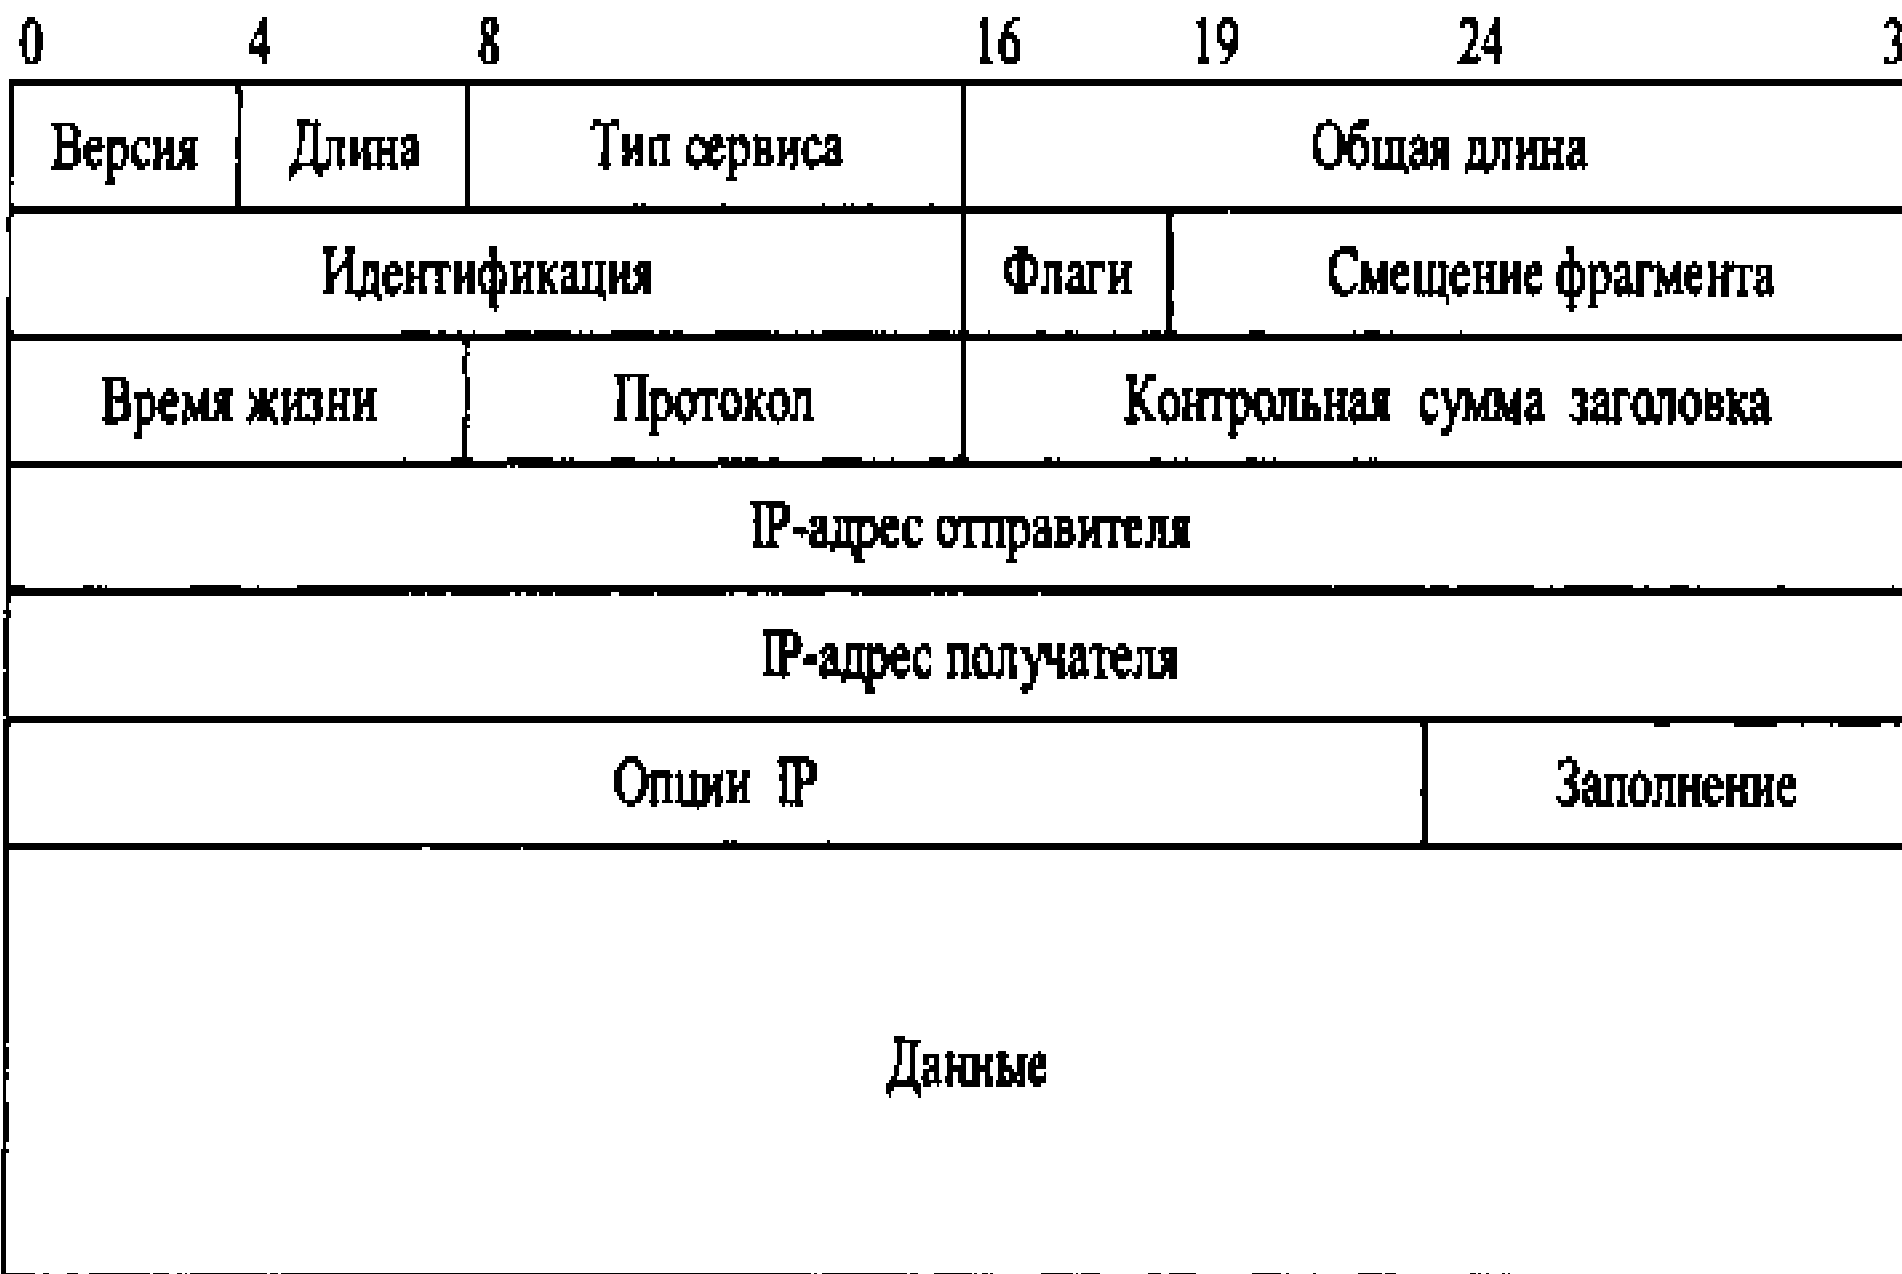 0 4 8 16 19 24 3
Версия Длина Тип сервиса Общая длина
Идентификация Флаги Смещение фрагмента
Время жизни Протокол Контрольная сумма заголовка
IP-адрес отправителя
IP-адрес получателя
Опции IP Заполнение
Данные